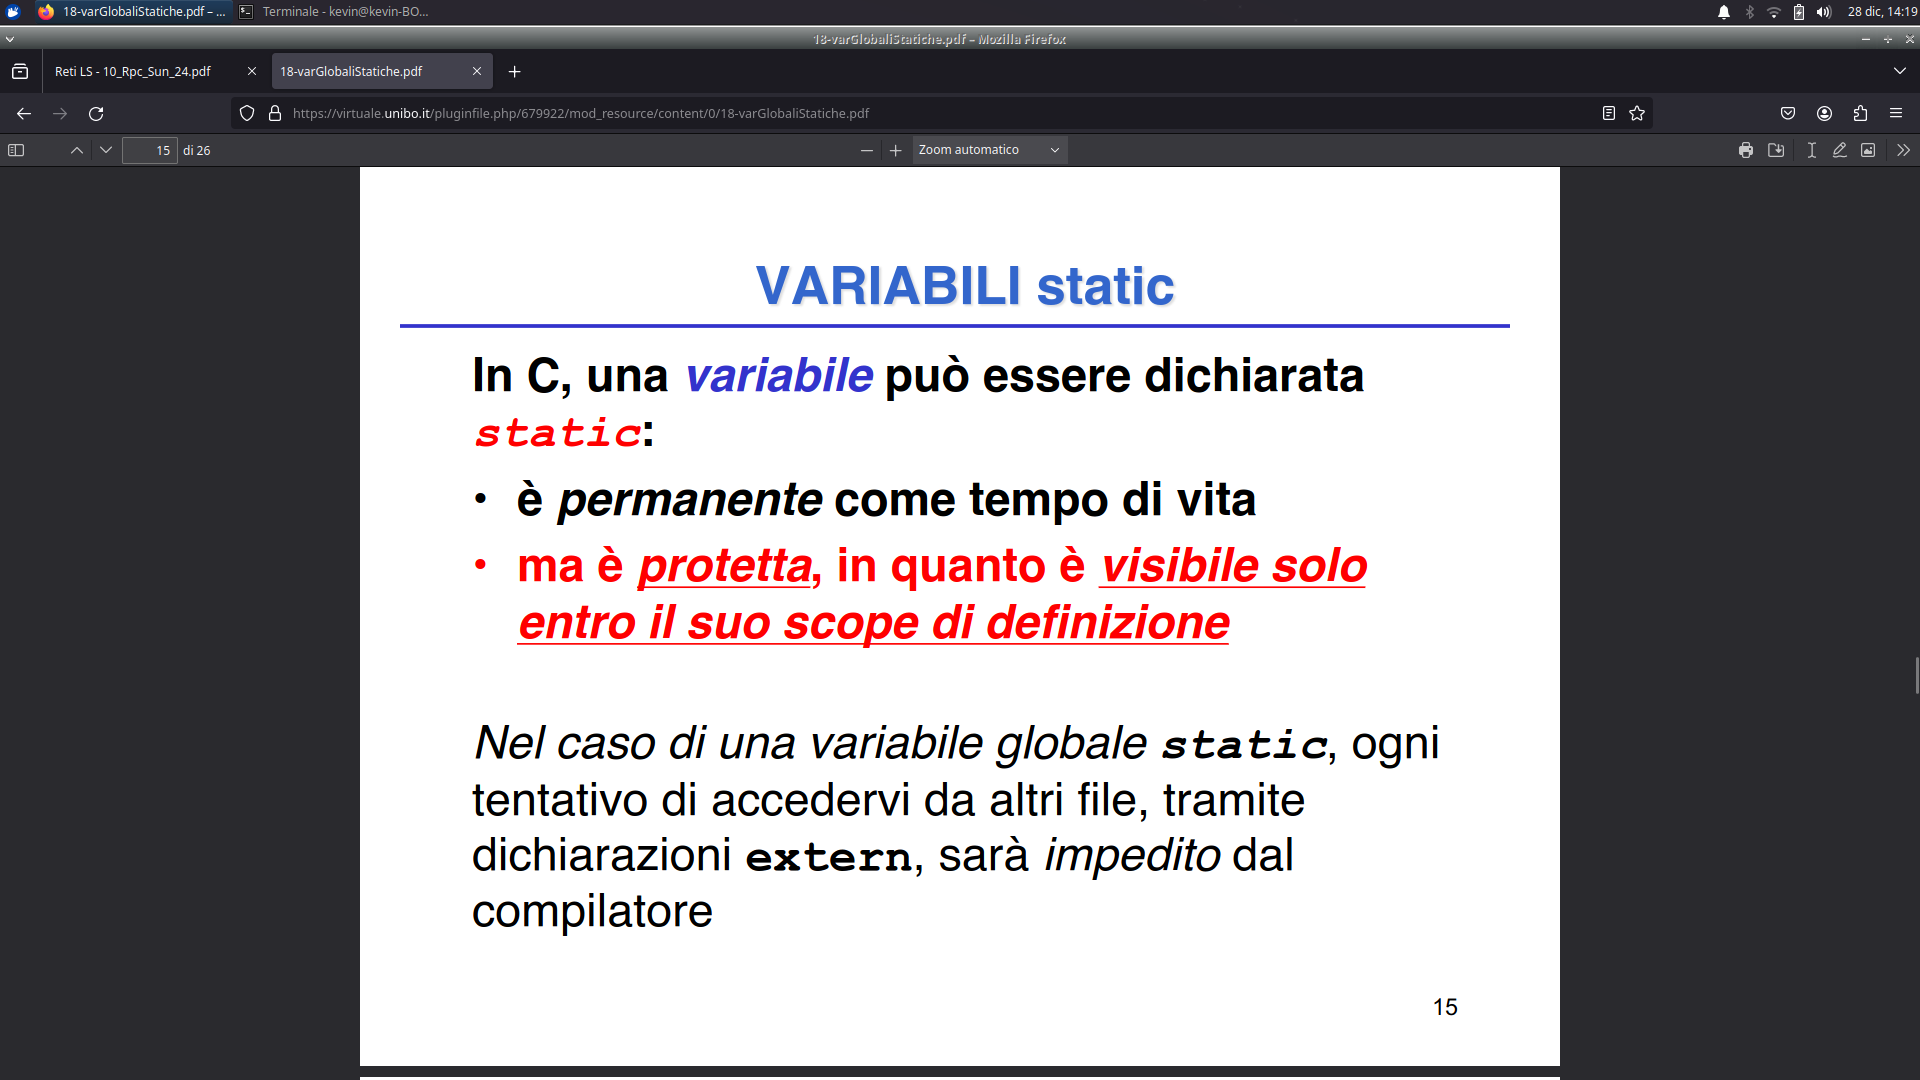 18-varGlobaliStatiche.pdf – ...
Terminale - kevin@kevin-BO...
28 dic, 14:19
18-varGlobaliStatiche.pdf – Mozilla Firefox
Reti LS - 10_Rpc_Sun_24.pdf
18-varGlobaliStatiche.pdf
https://virtuale.unibo.it/pluginfile.php/679922/mod_resource/content/0/18-varGlobaliStatiche.pdf
15 di 26
Zoom automatico
VARIABILI static
In C, una variabile può essere dichiarata
static:
• è permanente come tempo di vita
• ma è protetta, in quanto è visibile solo
entro il suo scope di definizione
Nel caso di una variabile globale static, ogni
tentativo di accedervi da altri file, tramite
dichiarazioni extern, sarà impedito dal
compilatore
15